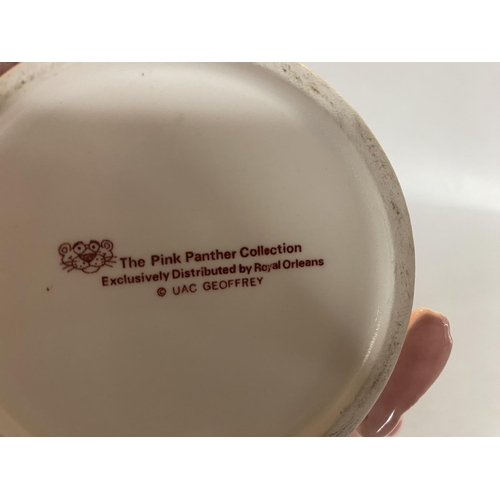 The Pink Panther Collection
Exclusively Distributed by Royal Orleans
© UAC GEOFFREY